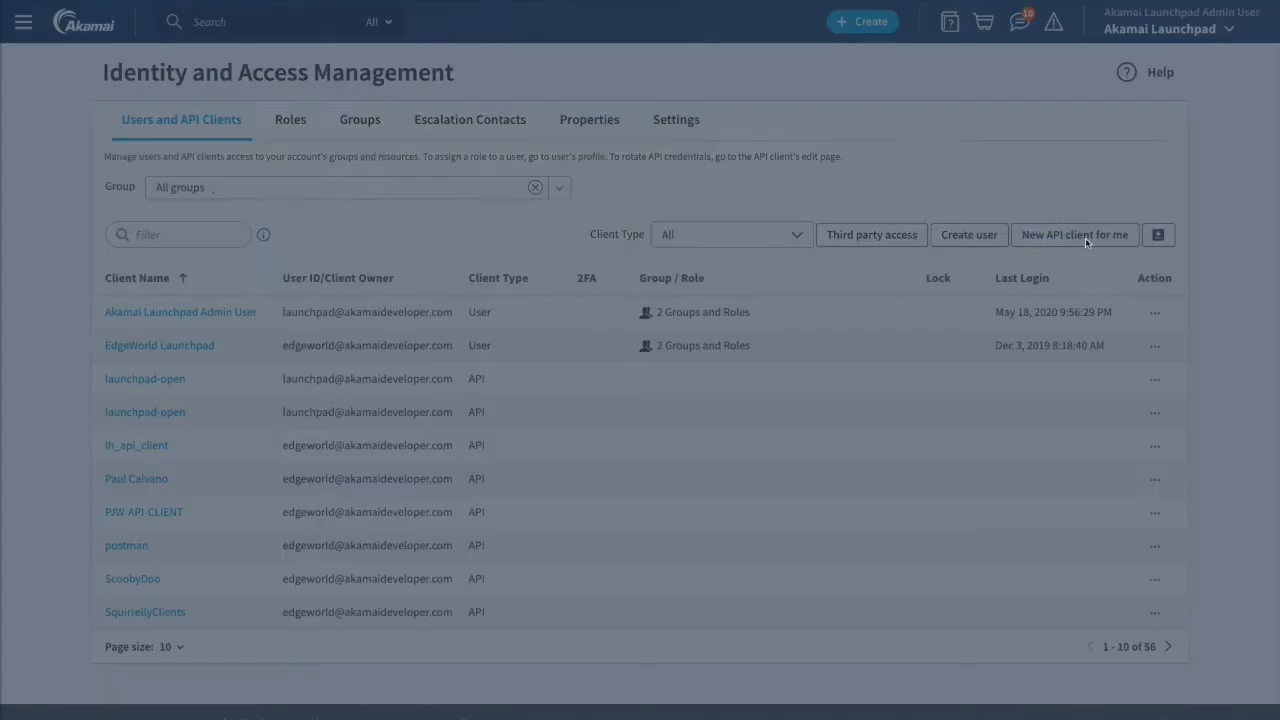 Akamai
Search
All
Create
10
Akamai Launchpad Admin User
Akamai Launchpad
Identity and Access Management
Help
Users and API Clients
Roles
Groups
Escalation Contacts
Properties
Settings
Manage users and API clients access to your account's groups and resources. To assign a role to a user, go to user's profile. To rotate API credentials, go to the API client's edit page.
Group
All groups
Filter
Client Type
All
Third party access
Create user
New API client for me
Client Name User ID/Client Owner Client Type 2FA Group / Role Lock Last Login Action
Akamai Launchpad Admin User launchpad@akamaideveloper.com User 2 Groups and Roles May 18, 2020 9:56:29 PM ...
EdgeWorld Launchpad edgeworld@akamaideveloper.com User 2 Groups and Roles Dec 3, 2019 8:18:40 AM ...
launchpad-open launchpad@akamaideveloper.com API ...
launchpad-open launchpad@akamaideveloper.com API ...
lh_api_client edgeworld@akamaideveloper.com API ...
Paul Calvano edgeworld@akamaideveloper.com API ...
PJW-API-CLIENT edgeworld@akamaideveloper.com API ...
postman edgeworld@akamaideveloper.com API ...
ScoobyDoo edgeworld@akamaideveloper.com API ...
SquirrellyClients edgeworld@akamaideveloper.com API ...
Page size: 10
1 - 10 of 56